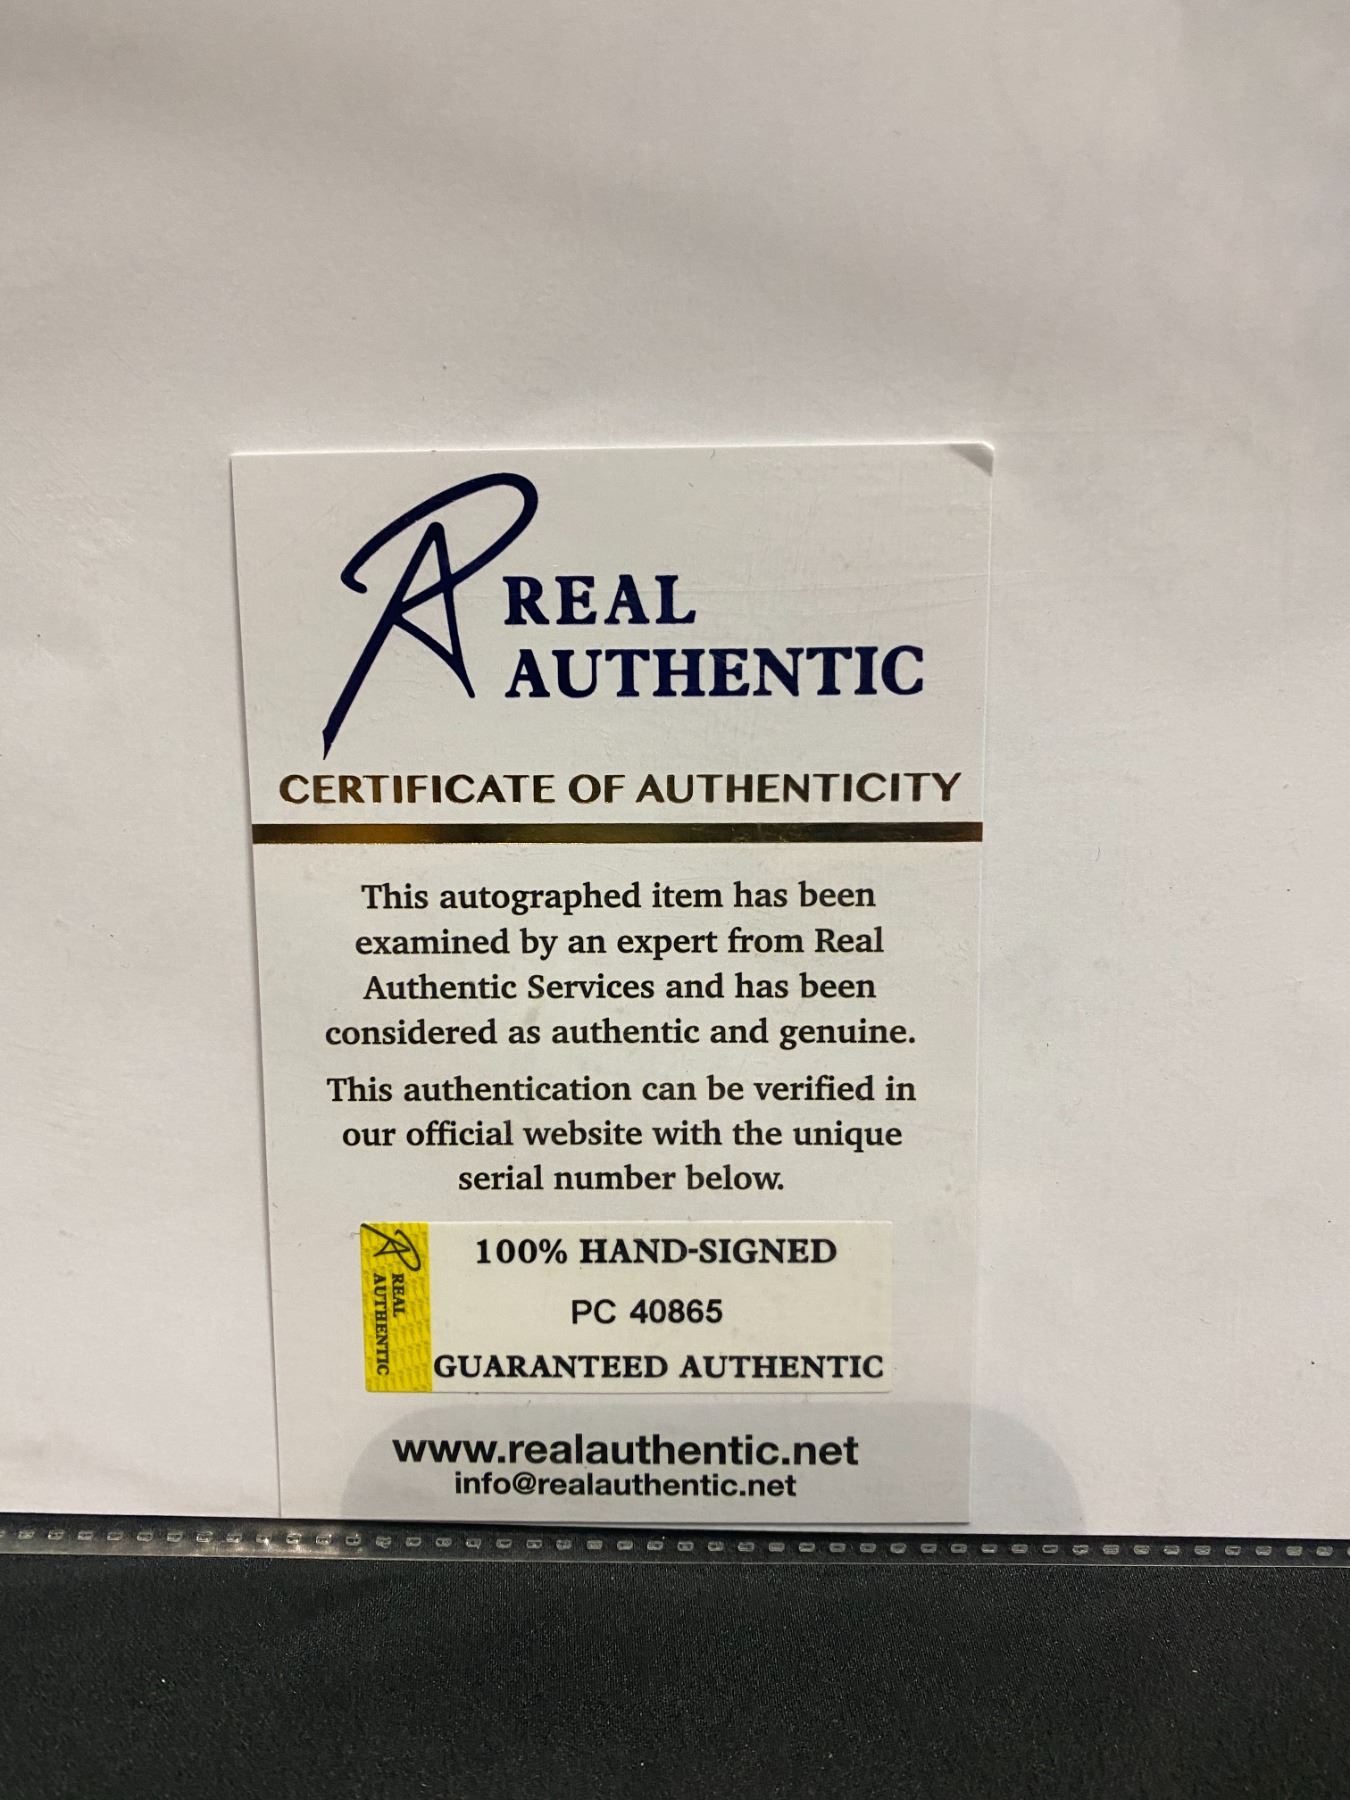 REAL
AUTHENTIC
CERTIFICATE OF AUTHENTICITY
This autographed item has been
examined by an expert from Real
Authentic Services and has been
considered as authentic and genuine.
This authentication can be verified in
our official website with the unique
serial number below.
REAL
AUTHENTIC
100% HAND-SIGNED
PC 40865
GUARANTEED AUTHENTIC
www.realauthentic.net
info@realauthentic.net